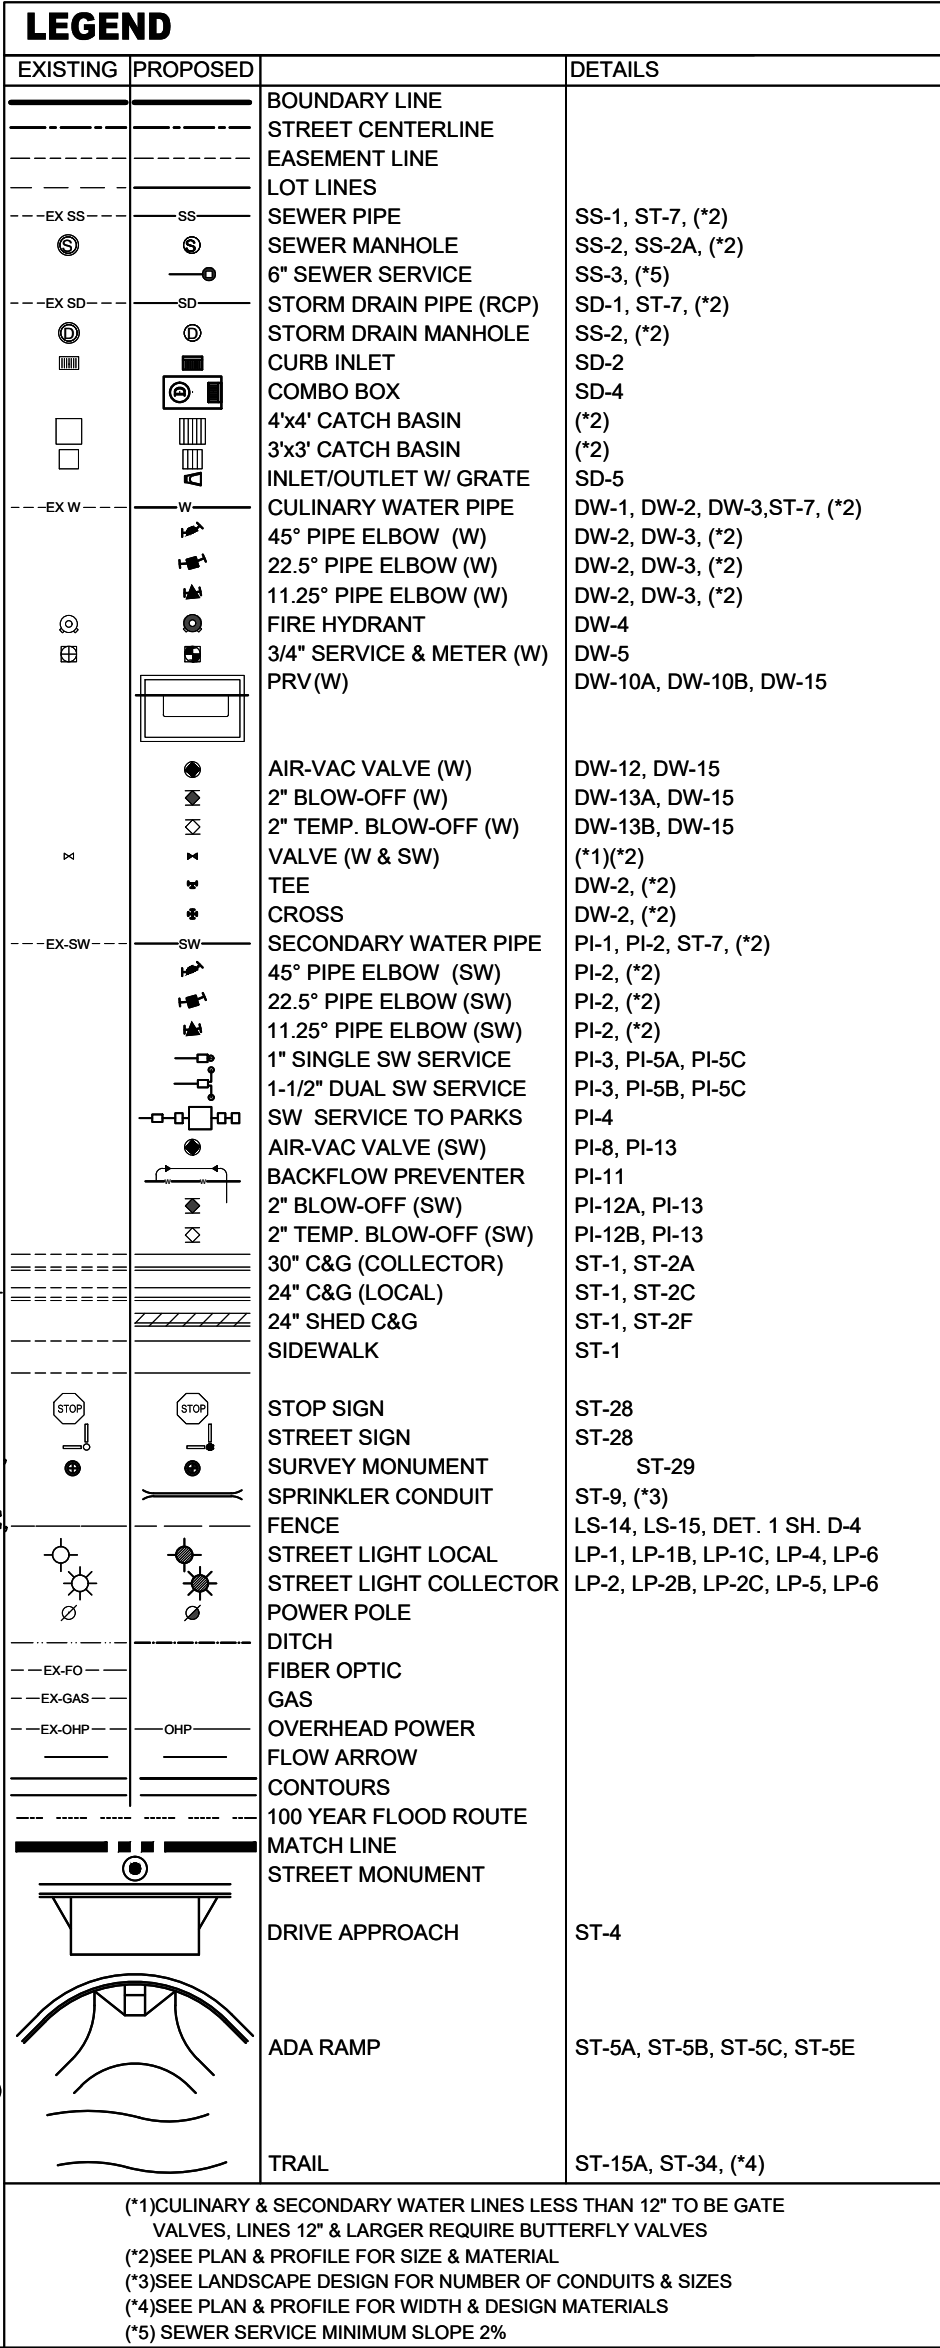 LEGEND
EXISTING PROPOSED DETAILS
BOUNDARY LINE
STREET CENTERLINE
EASEMENT LINE
LOT LINES
EX SS SS SEWER PIPE SS-1, ST-7, (*2)
S S SEWER MANHOLE SS-2, SS-2A, (*2)
6" SEWER SERVICE SS-3, (*5)
EX SD SD STORM DRAIN PIPE (RCP) SD-1, ST-7, (*2)
D D STORM DRAIN MANHOLE SS-2, (*2)
CURB INLET SD-2
D COMBO BOX SD-4
4'x4' CATCH BASIN (*2)
3'x3' CATCH BASIN (*2)
INLET/OUTLET W/ GRATE SD-5
EX W W CULINARY WATER PIPE DW-1, DW-2, DW-3,ST-7, (*2)
45° PIPE ELBOW (W) DW-2, DW-3, (*2)
22.5° PIPE ELBOW (W) DW-2, DW-3, (*2)
11.25° PIPE ELBOW (W) DW-2, DW-3, (*2)
FIRE HYDRANT DW-4
3/4" SERVICE & METER (W) DW-5
PRV(W) DW-10A, DW-10B, DW-15
AIR-VAC VALVE (W) DW-12, DW-15
2" BLOW-OFF (W) DW-13A, DW-15
2" TEMP. BLOW-OFF (W) DW-13B, DW-15
VALVE (W & SW) (*1)(*2)
TEE DW-2, (*2)
CROSS DW-2, (*2)
EX-SW SW SECONDARY WATER PIPE PI-1, PI-2, ST-7, (*2)
45° PIPE ELBOW (SW) PI-2, (*2)
22.5° PIPE ELBOW (SW) PI-2, (*2)
11.25° PIPE ELBOW (SW) PI-2, (*2)
1" SINGLE SW SERVICE PI-3, PI-5A, PI-5C
1-1/2" DUAL SW SERVICE PI-3, PI-5B, PI-5C
SW SERVICE TO PARKS PI-4
AIR-VAC VALVE (SW) PI-8, PI-13
W W BACKFLOW PREVENTER PI-11
2" BLOW-OFF (SW) PI-12A, PI-13
2" TEMP. BLOW-OFF (SW) PI-12B, PI-13
30" C&G (COLLECTOR) ST-1, ST-2A
24" C&G (LOCAL) ST-1, ST-2C
24" SHED C&G ST-1, ST-2F
SIDEWALK ST-1
STOP STOP STOP SIGN ST-28
STREET SIGN ST-28
SURVEY MONUMENT ST-29
SPRINKLER CONDUIT ST-9, (*3)
FENCE LS-14, LS-15, DET. 1 SH. D-4
STREET LIGHT LOCAL LP-1, LP-1B, LP-1C, LP-4, LP-6
STREET LIGHT COLLECTOR LP-2, LP-2B, LP-2C, LP-5, LP-6
POWER POLE
DITCH
EX-FO FIBER OPTIC
EX-GAS GAS
EX-OHP OHP OVERHEAD POWER
FLOW ARROW
CONTOURS
100 YEAR FLOOD ROUTE
MATCH LINE
STREET MONUMENT
DRIVE APPROACH ST-4
ADA RAMP ST-5A, ST-5B, ST-5C, ST-5E
TRAIL ST-15A, ST-34, (*4)
(*1)CULINARY & SECONDARY WATER LINES LESS THAN 12" TO BE GATE
VALVES, LINES 12" & LARGER REQUIRE BUTTERFLY VALVES
(*2)SEE PLAN & PROFILE FOR SIZE & MATERIAL
(*3)SEE LANDSCAPE DESIGN FOR NUMBER OF CONDUITS & SIZES
(*4)SEE PLAN & PROFILE FOR WIDTH & DESIGN MATERIALS
(*5) SEWER SERVICE MINIMUM SLOPE 2%